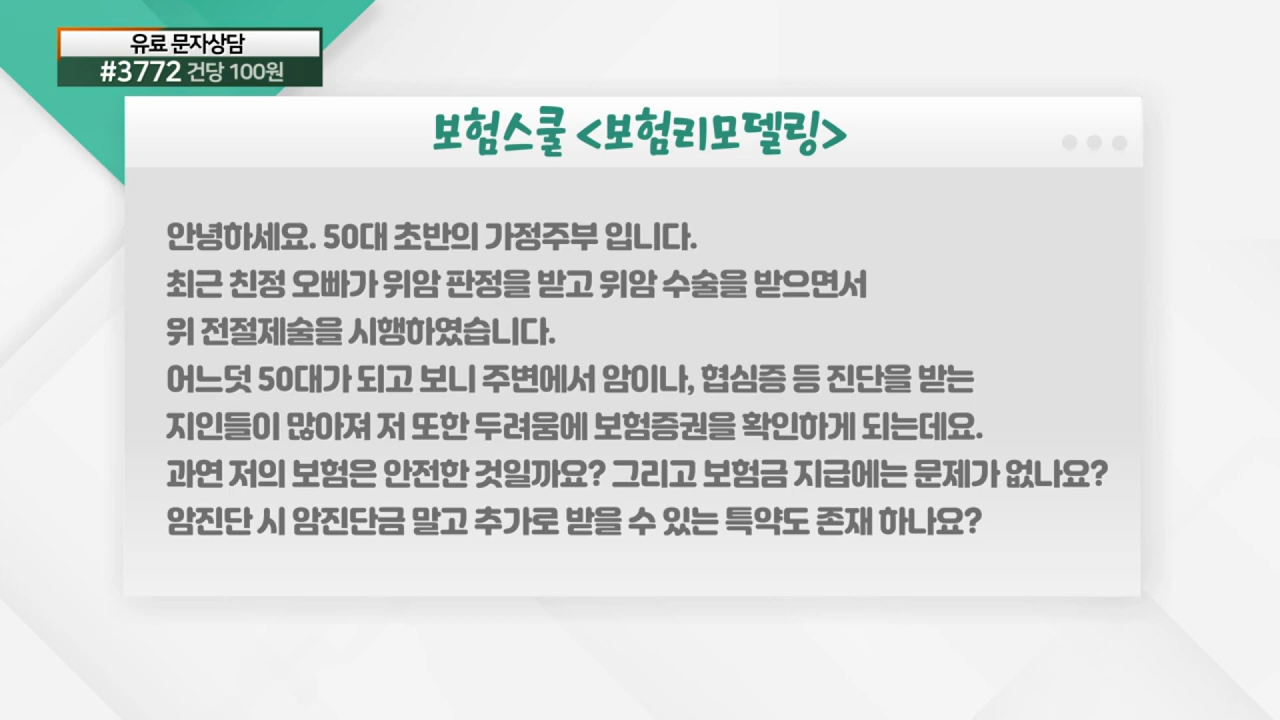 유료 문자상담
#3772 건당 100원
보험스쿨 <보험리모델링>
안녕하세요. 50대 초반의 가정주부 입니다.
최근 친정 오빠가 위암 판정을 받고 위암 수술을 받으면서
위 전절제술을 시행하였습니다.
어느덧 50대가 되고 보니 주변에서 암이나, 협심증 등 진단을 받는
지인들이 많아져 저 또한 두려움에 보험증권을 확인하게 되는데요.
과연 저의 보험은 안전한 것일까요? 그리고 보험금 지급에는 문제가 없나요?
암진단 시 암진단금 말고 추가로 받을 수 있는 특약도 존재 하나요?